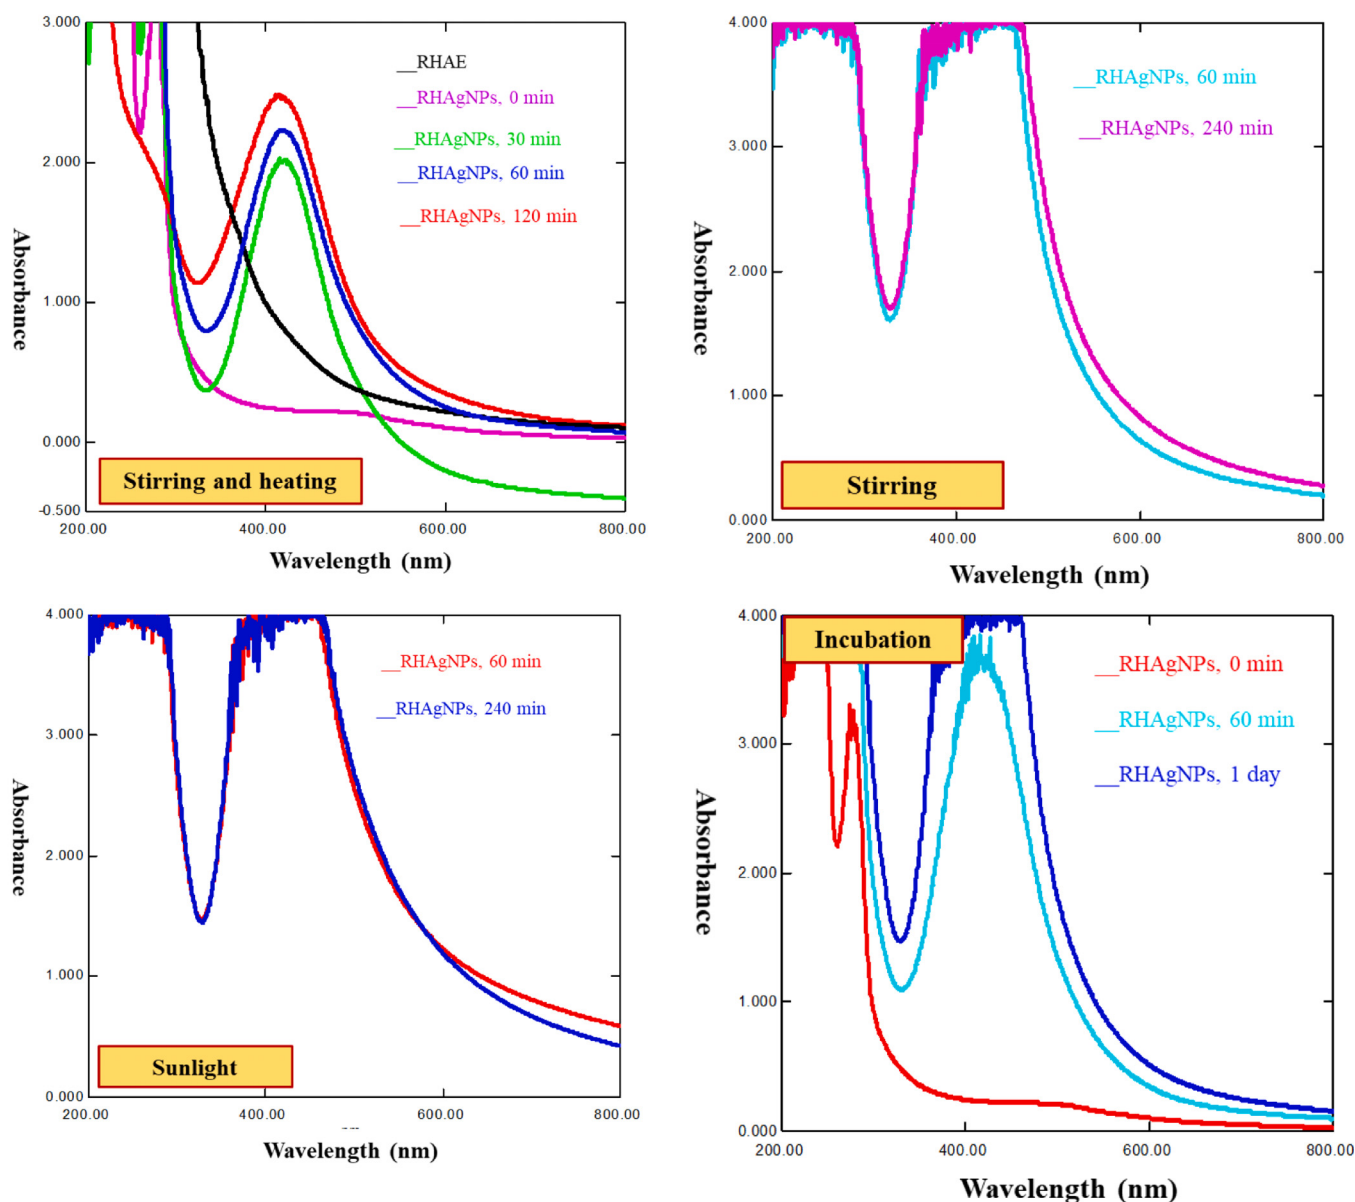 3.000
2.000
1.000
0.000
-0.500
200.00
400.00
600.00
800.00
Absorbance
Wavelength (nm)
__RHAE
__RHAgNPs, 0 min
__RHAgNPs, 30 min
__RHAgNPs, 60 min
__RHAgNPs, 120 min
Stirring and heating
4.000
3.000
2.000
1.000
0.000
200.00
400.00
600.00
800.00
Absorbance
Wavelength (nm)
__RHAgNPs, 60 min
__RHAgNPs, 240 min
Stirring
4.000
3.000
2.000
1.000
0.000
200.00
400.00
600.00
800.00
Absorbance
Wavelength (nm)
__RHAgNPs, 60 min
__RHAgNPs, 240 min
Sunlight
4.000
3.000
2.000
1.000
0.000
200.00
400.00
600.00
800.00
Absorbance
Wavelength (nm)
Incubation
__RHAgNPs, 0 min
__RHAgNPs, 60 min
__RHAgNPs, 1 day